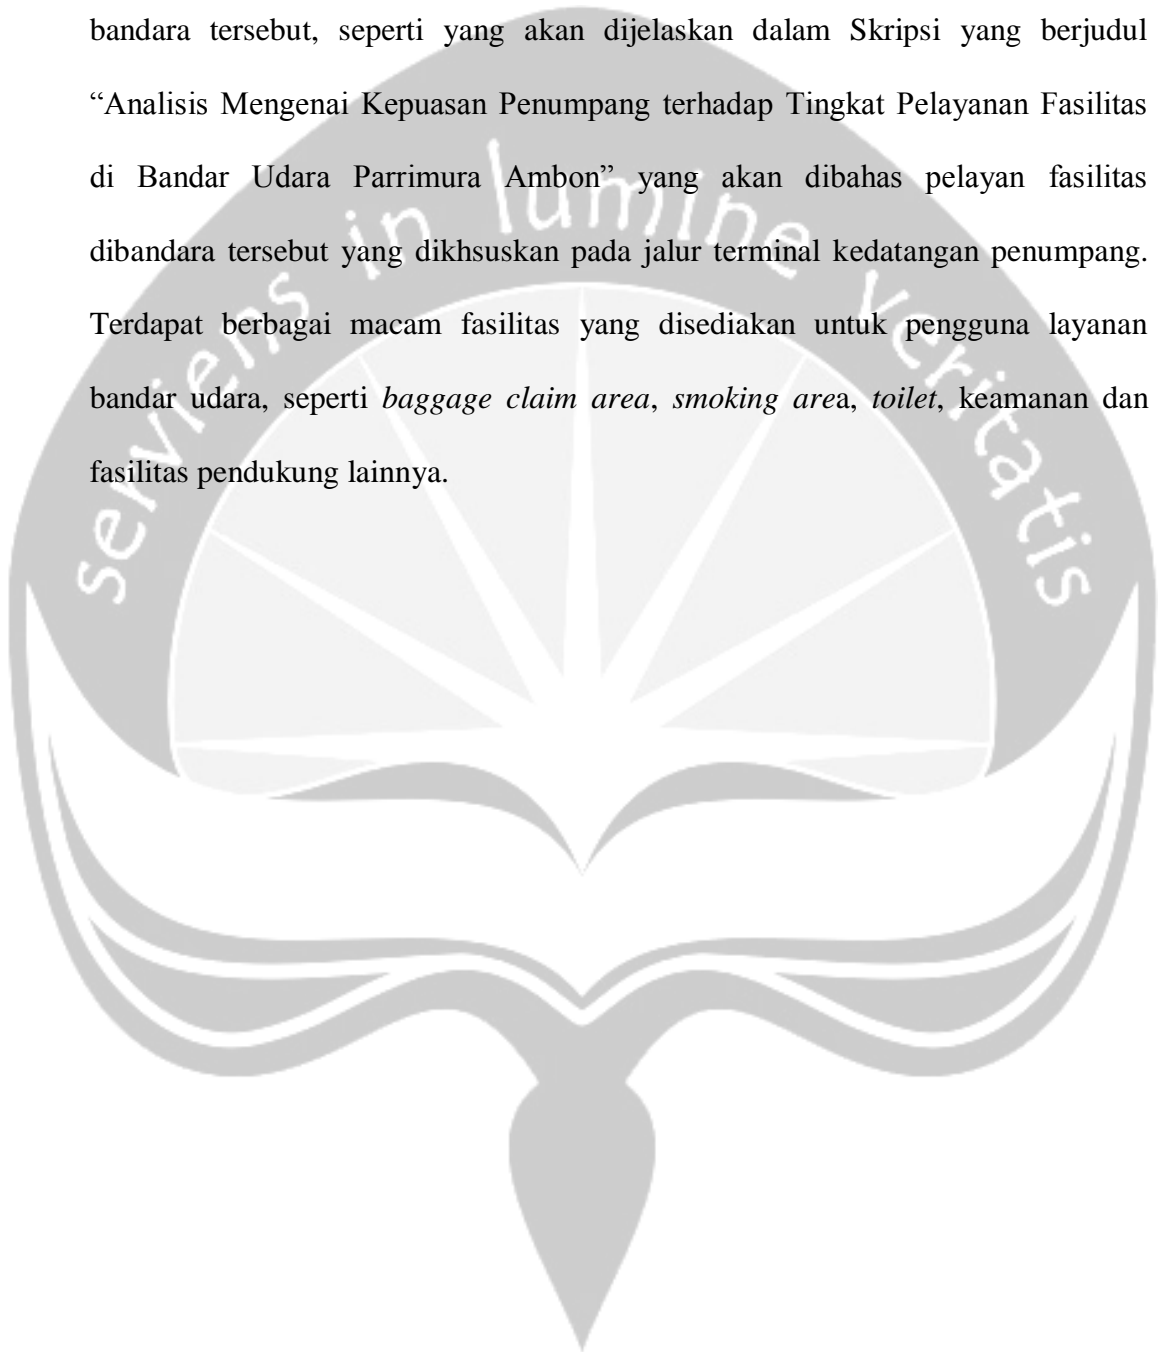 bandara tersebut, seperti yang akan dijelaskan dalam Skripsi yang berjudul
“Analisis Mengenai Kepuasan Penumpang terhadap Tingkat Pelayanan Fasilitas
di Bandar Udara Parrimura Ambon” yang akan dibahas pelayan fasilitas
dibandara tersebut yang dikhsuskan pada jalur terminal kedatangan penumpang.
Terdapat berbagai macam fasilitas yang disediakan untuk pengguna layanan
bandar udara, seperti baggage claim area, smoking area, toilet, keamanan dan
fasilitas pendukung lainnya.
serviens in lumine veritatis